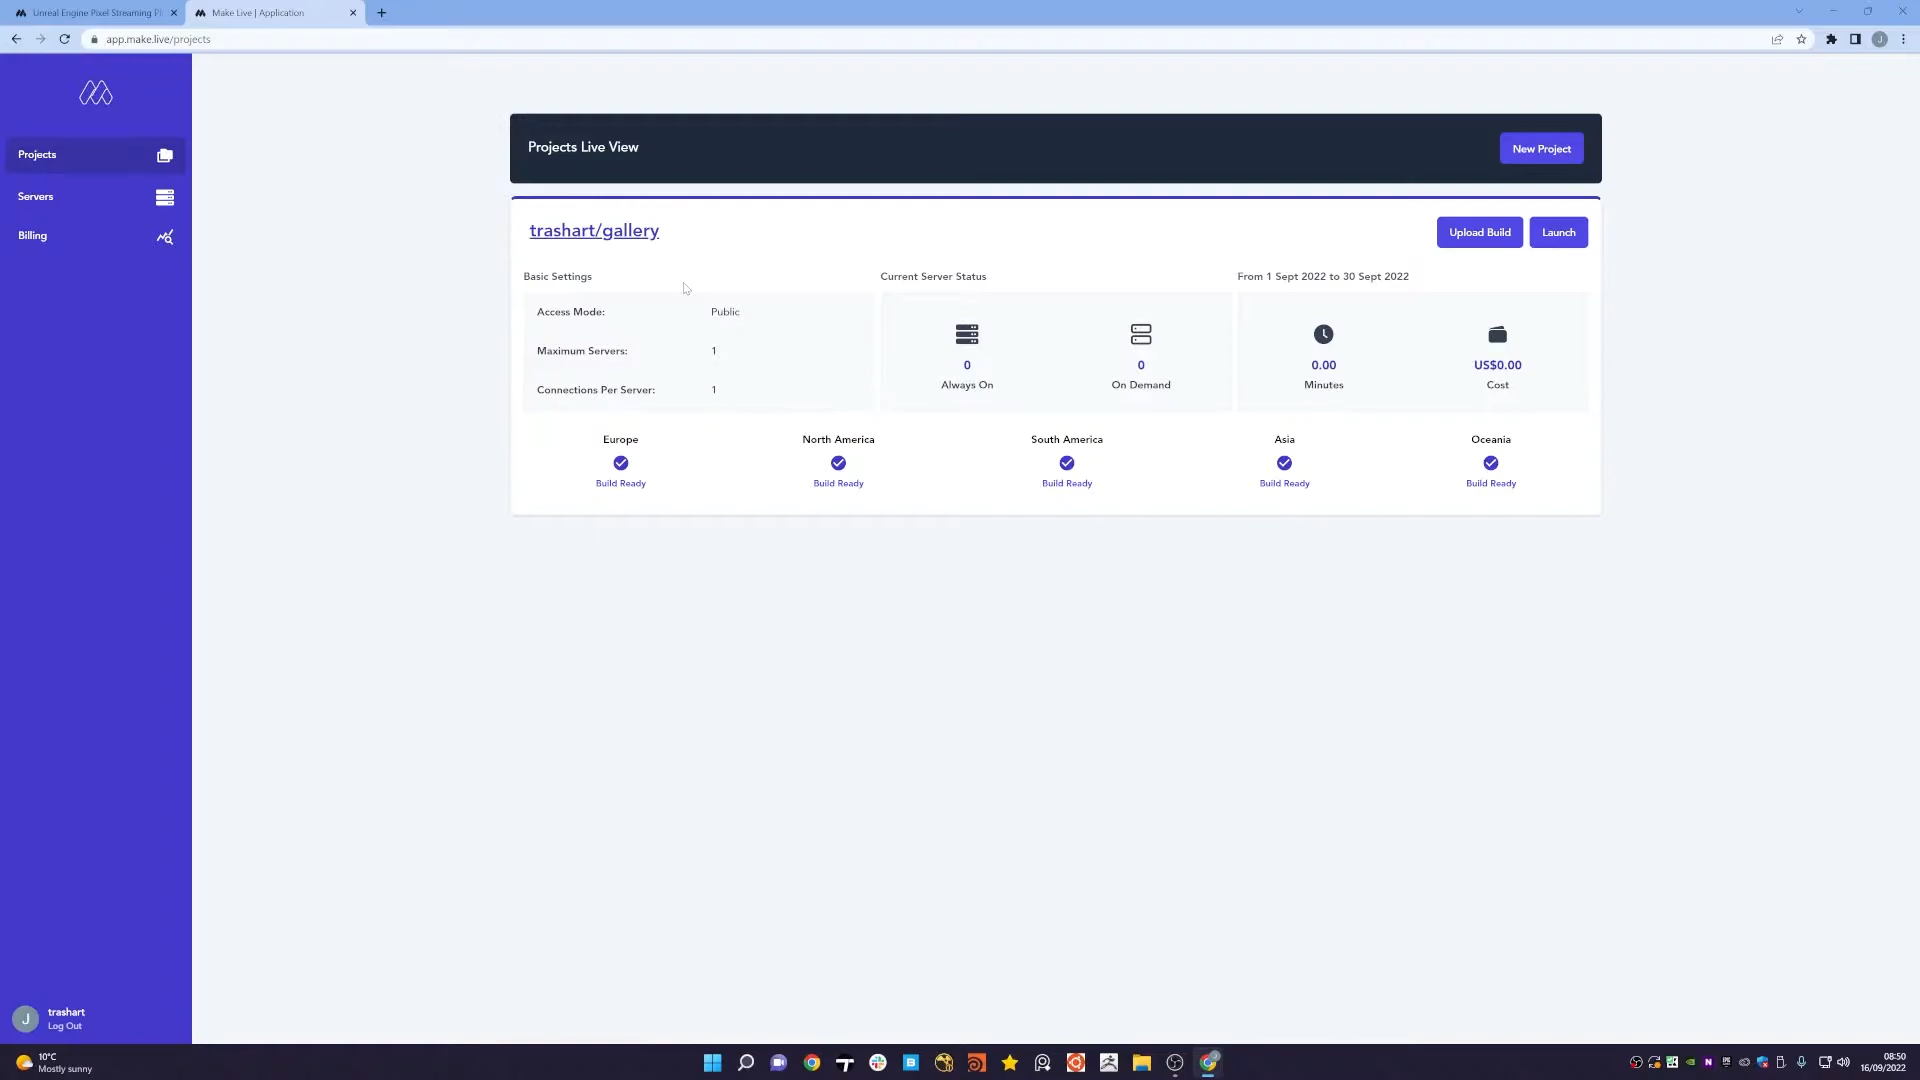 Unreal Engine Pixel Streaming Pl
Make Live | Application
app.make.live/projects
J
Projects
Servers
Billing
Projects Live View
New Project
trashart/gallery
Upload Build
Launch
Basic Settings
Current Server Status
From 1 Sept 2022 to 30 Sept 2022
Access Mode: Public
Maximum Servers: 1
Connections Per Server: 1
0
Always On
0
On Demand
0.00
Minutes
US$0.00
Cost
Europe
Build Ready
North America
Build Ready
South America
Build Ready
Asia
Build Ready
Oceania
Build Ready
J
trashart
Log Out
10°C
Mostly sunny
08:50
16/09/2022